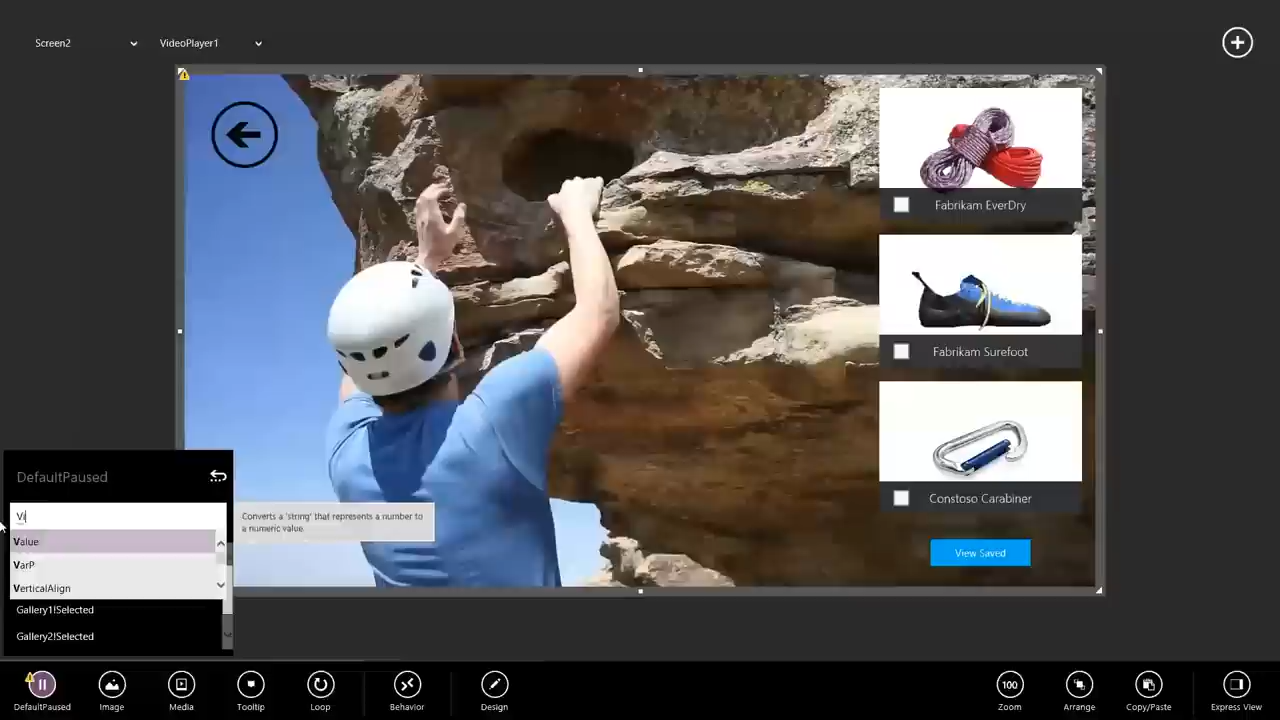 Screen2
VideoPlayer1
Fabrikam EverDry
Fabrikam Surefoot
Constoso Carabiner
View Saved
DefaultPaused
Vi
Converts a 'string' that represents a number to
a numeric value.
Value
VarP
VerticalAlign
Gallery1!Selected
Gallery2!Selected
DefaultPaused
Image
Media
Tooltip
Loop
Behavior
Design
100
Zoom
Arrange
Copy/Paste
Express View